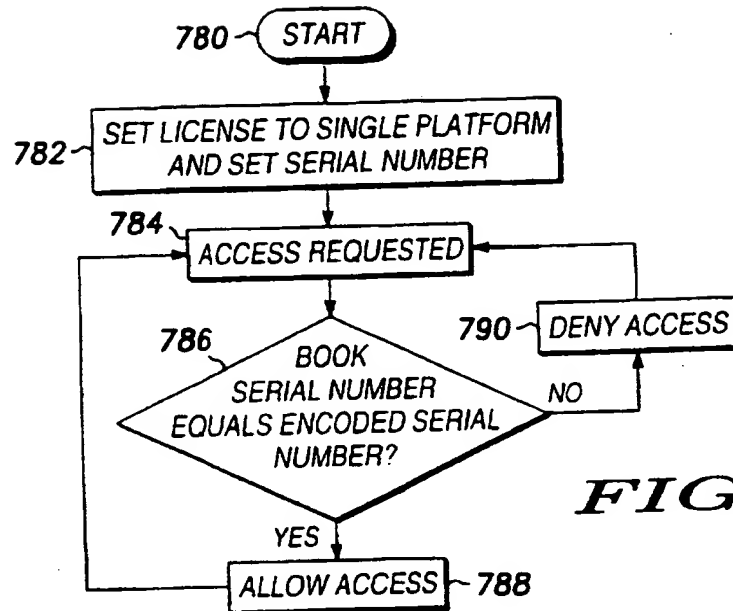 780
START
782
SET LICENSE TO SINGLE PLATFORM
AND SET SERIAL NUMBER
784
ACCESS REQUESTED
790
DENY ACCESS
786
BOOK
SERIAL NUMBER
EQUALS ENCODED SERIAL
NUMBER?
NO
FIG
YES
ALLOW ACCESS
788